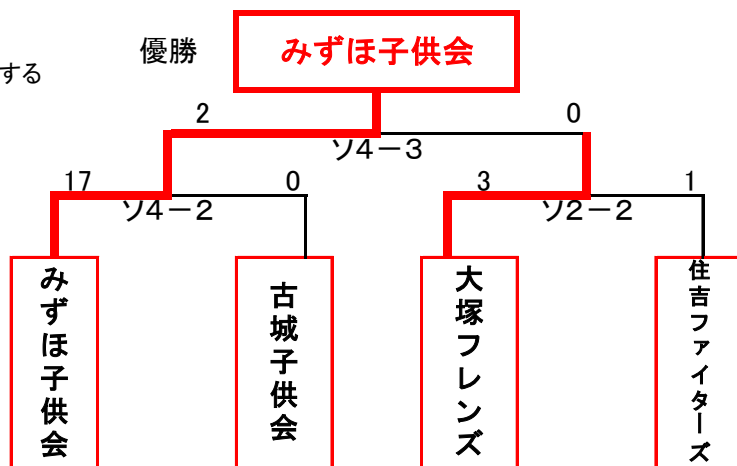 優勝
みずほ子供会
する
2
0
ソ4－3
17
0
3
1
ソ4－2
ソ2－2
みずほ子供会
古城子供会
大塚フレンズ
住吉ファイターズ